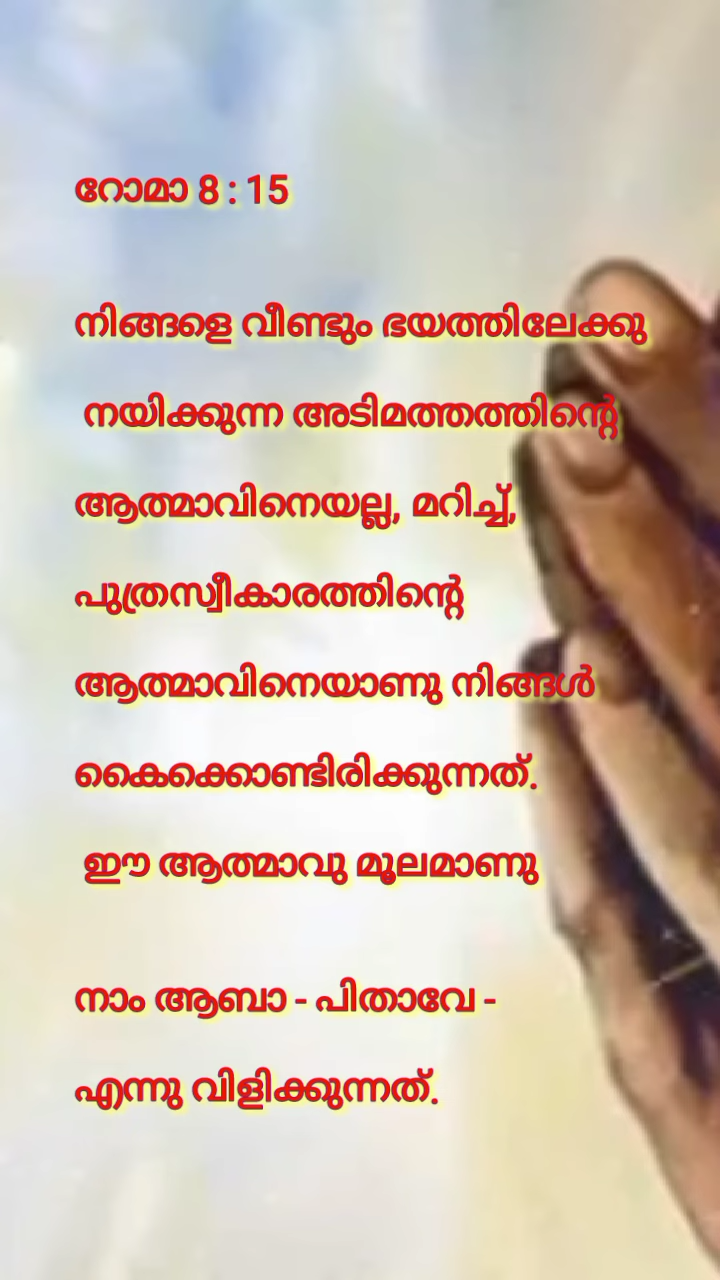 റോമാ 8 : 15
നിങ്ങളെ വീണ്ടും ഭയത്തിലേക്കു
നയിക്കുന്ന അടിമത്തത്തിന്റെ
ആത്മാവിനെയല്ല, മറിച്ച്,
പുത്രസ്വീകാരത്തിന്റെ
ആത്മാവിനെയാണു നിങ്ങൾ
കൈക്കൊണ്ടിരിക്കുന്നത്.
ഈ ആത്മാവു മൂലമാണു
നാം ആബാ - പിതാവേ -
എന്നു വിളിക്കുന്നത്.